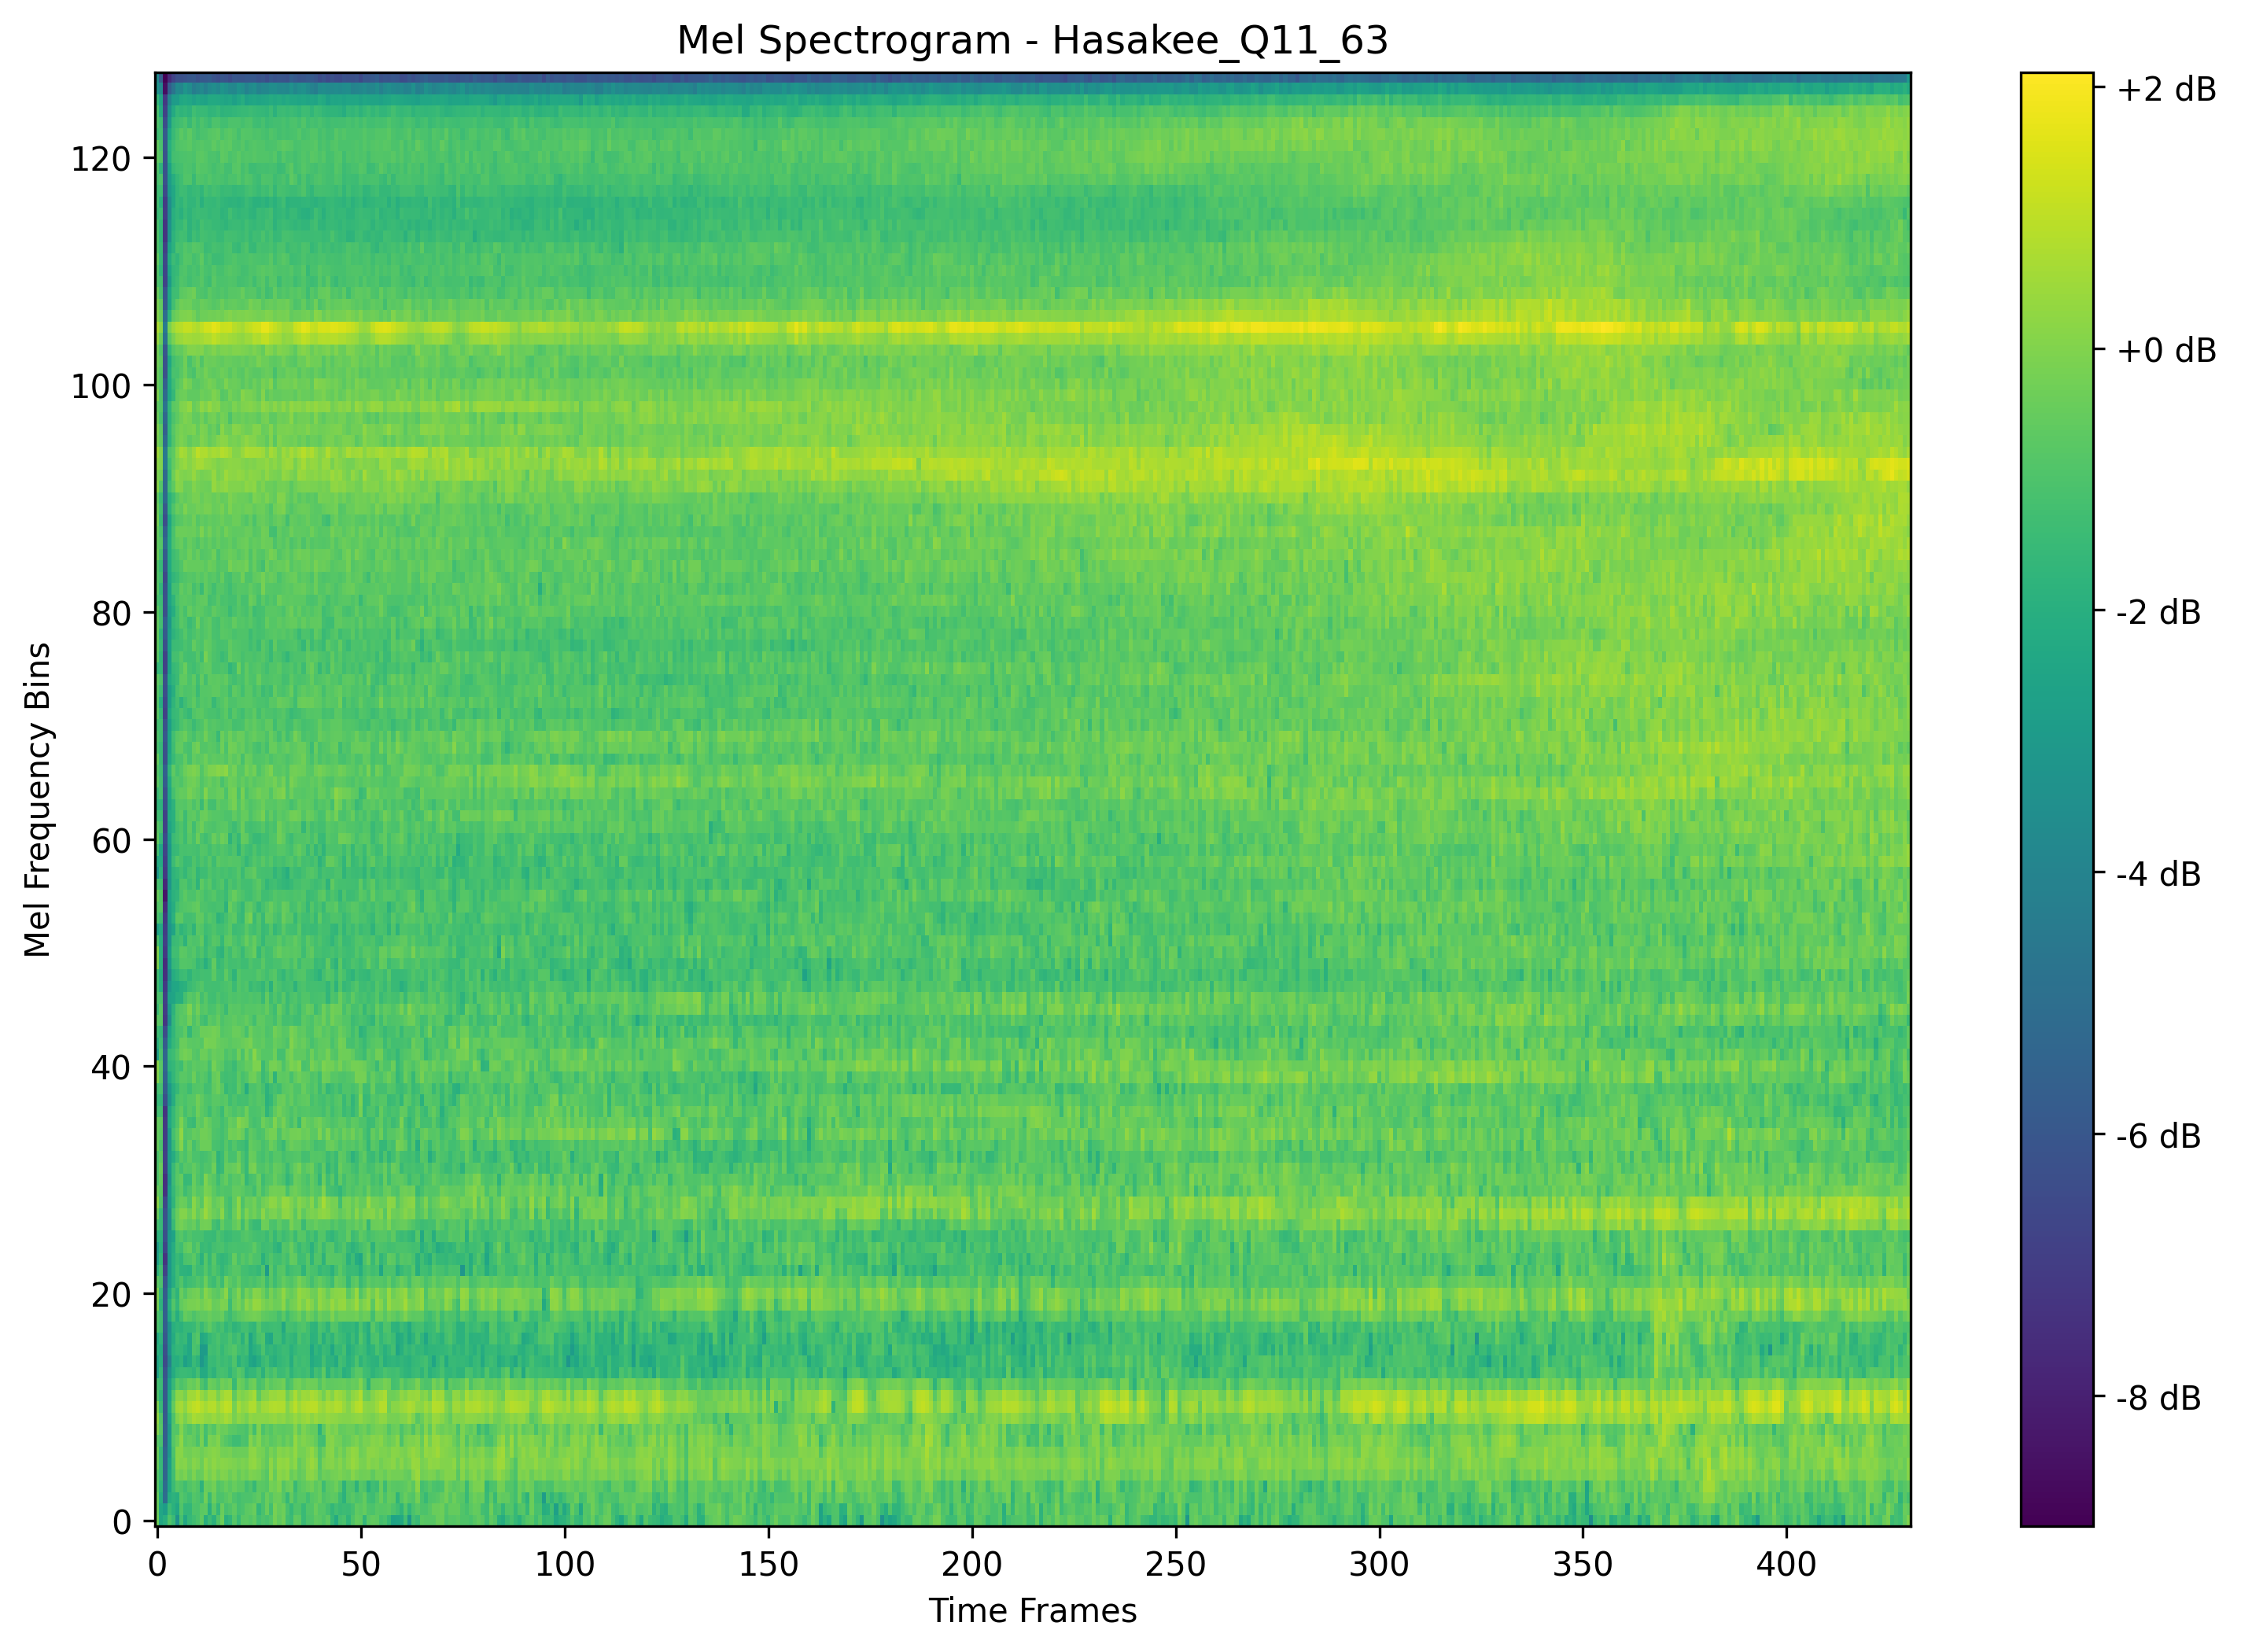 Mel Spectrogram - Hasakee_Q11_63
Mel Frequency Bins
120
100
80
60
40
20
0
0 50 100 150 200 250 300 350 400
Time Frames
+2 dB
+0 dB
-2 dB
-4 dB
-6 dB
-8 dB